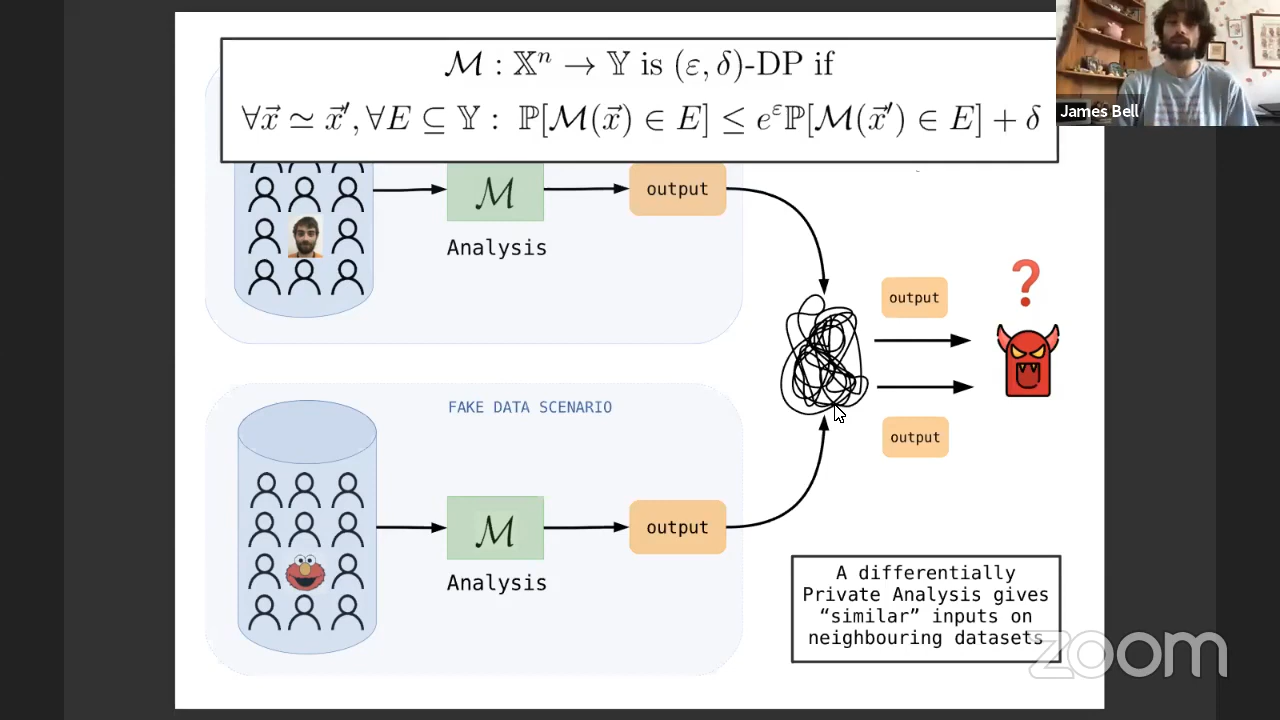 ℳ : 𝕏ⁿ → 𝕐 is (ε, δ)-DP if
∀x⃗ ≃ x⃗′, ∀E ⊆ 𝕐 : ℙ[ℳ(x⃗) ∈ E] ≤ e^ε ℙ[ℳ(x⃗′) ∈ E] + δ
James Bell
ℳ
output
Analysis
output
?
FAKE DATA SCENARIO
output
ℳ
output
Analysis
A differentially
Private Analysis gives
“similar” inputs on
neighbouring datasets
zoom